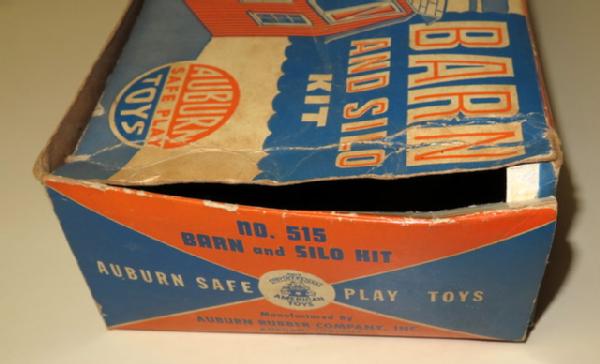 BARN
AND SILO
KIT
AUBURN
SAFE PLAY
TOYS
NO. 515
BARN and SILO KIT
AUBURN SAFE PLAY TOYS
AMERICAN
TOYS
Manufactured by
AUBURN RUBBER COMPANY, INC.